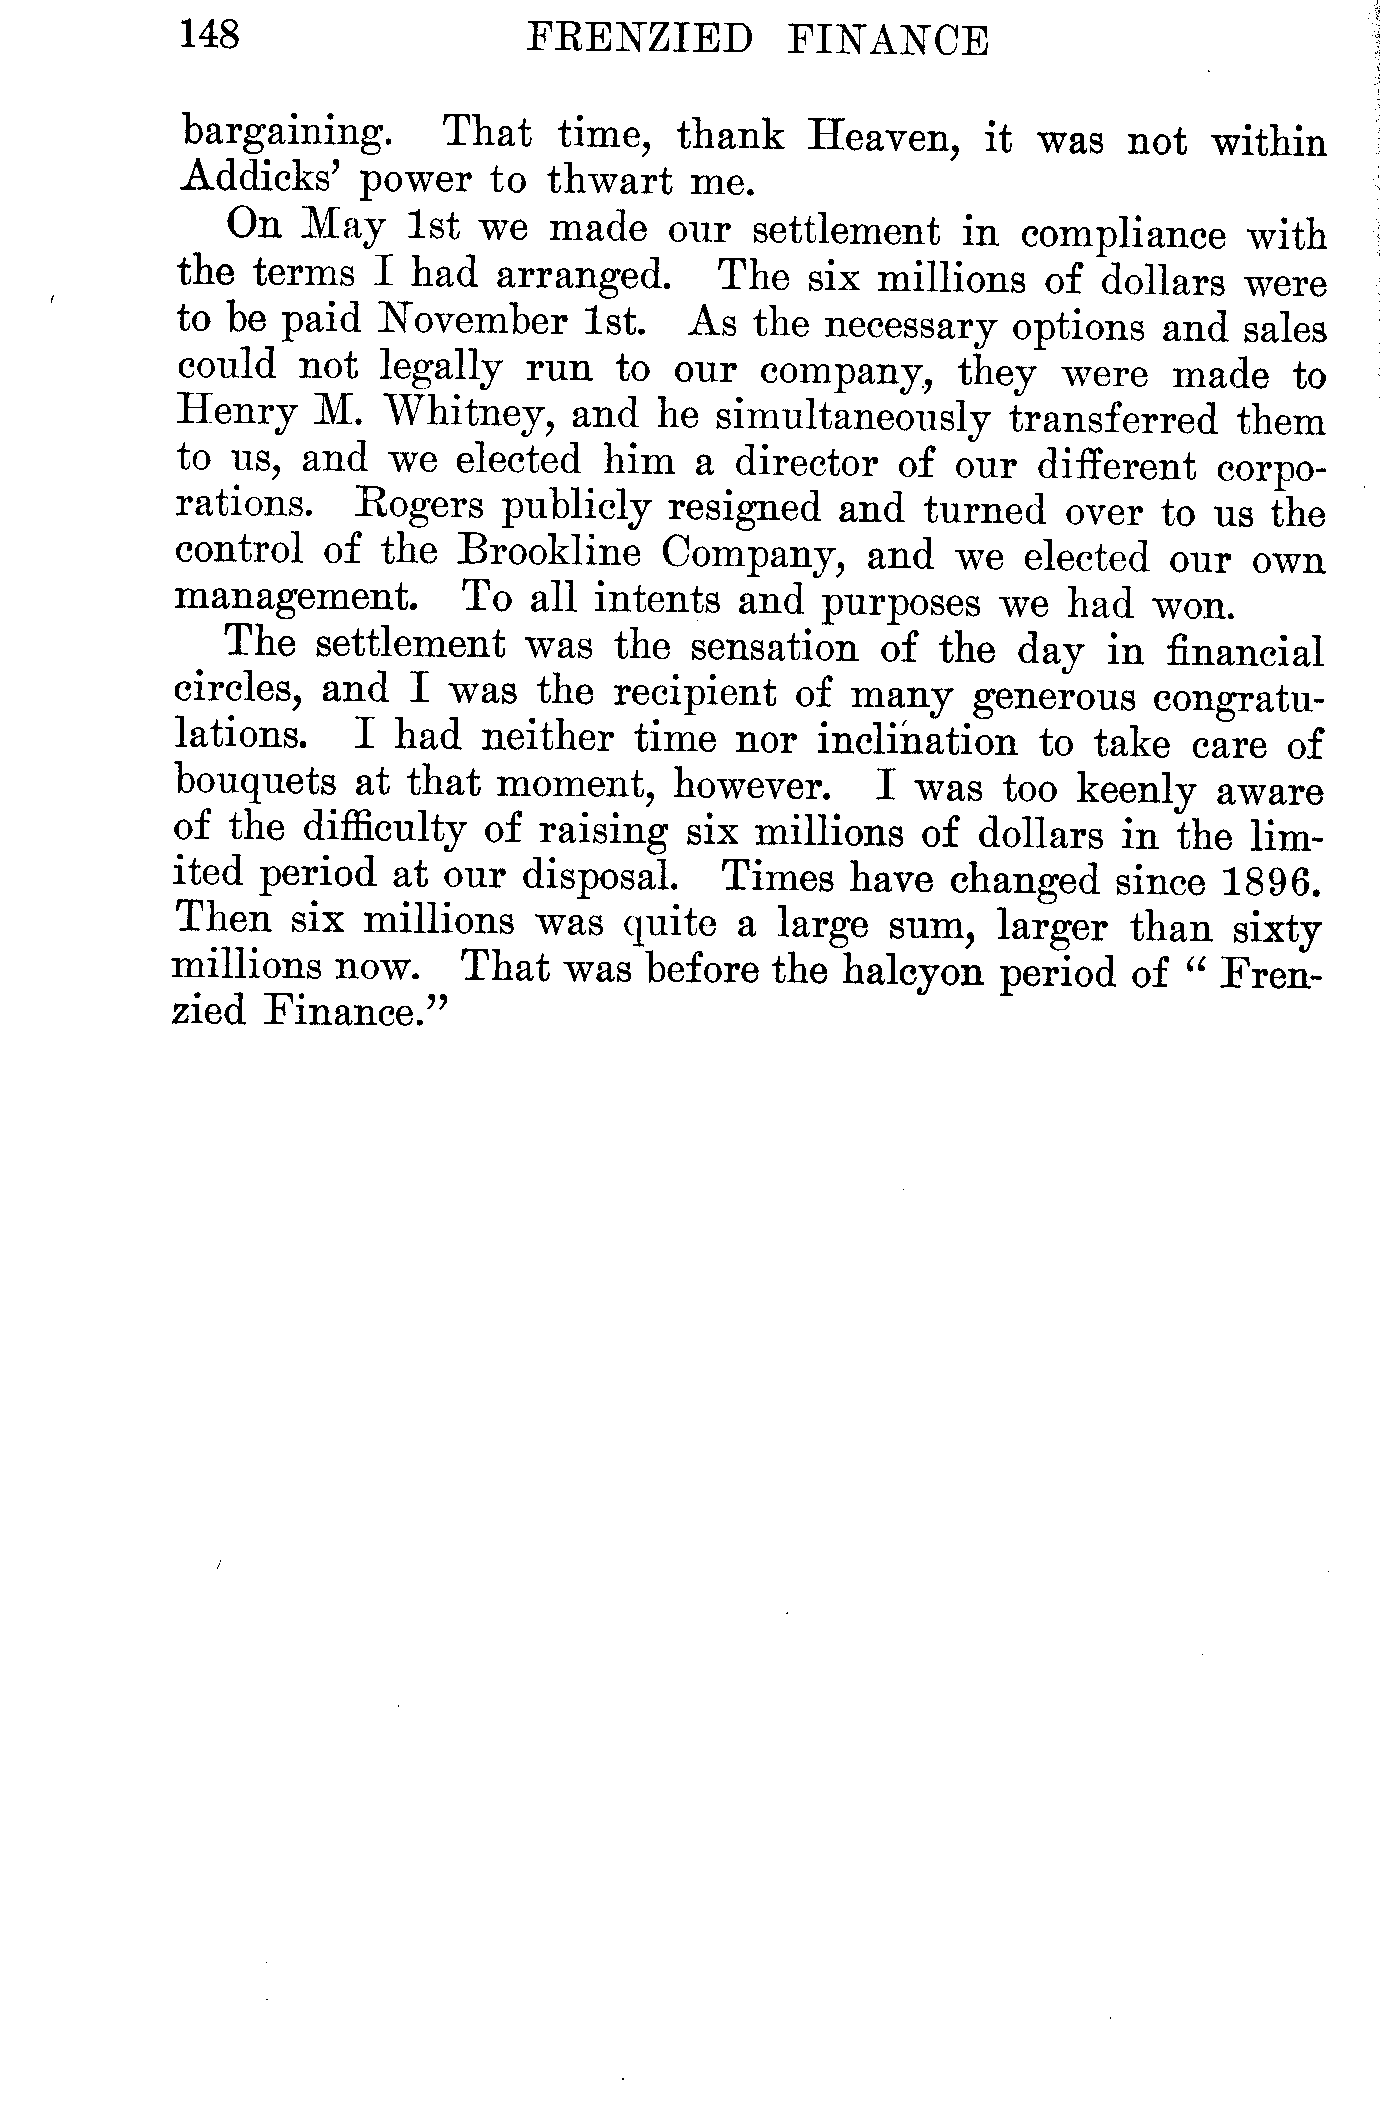 148 FRENZIED FINANCE
bargaining. That time, thank Heaven, it was not within
Addicks' power to thwart me.
On May 1st we made our settlement in compliance with
the terms I had arranged. The six millions of dollars were
to be paid November 1st. As the necessary options and sales
could not legally run to our company, they were made to
Henry M. Whitney, and he simultaneously transferred them
to us, and we elected him a director of our different corpo-
rations. Rogers publicly resigned and turned over to us the
control of the Brookline Company, and we elected our own
management. To all intents and purposes we had won.
The settlement was the sensation of the day in financial
circles, and I was the recipient of many generous congratu-
lations. I had neither time nor inclination to take care of
bouquets at that moment, however. I was too keenly aware
of the difficulty of raising six millions of dollars in the lim-
ited period at our disposal. Times have changed since 1896.
Then six millions was quite a large sum, larger than sixty
millions now. That was before the halcyon period of " Fren-
zied Finance."